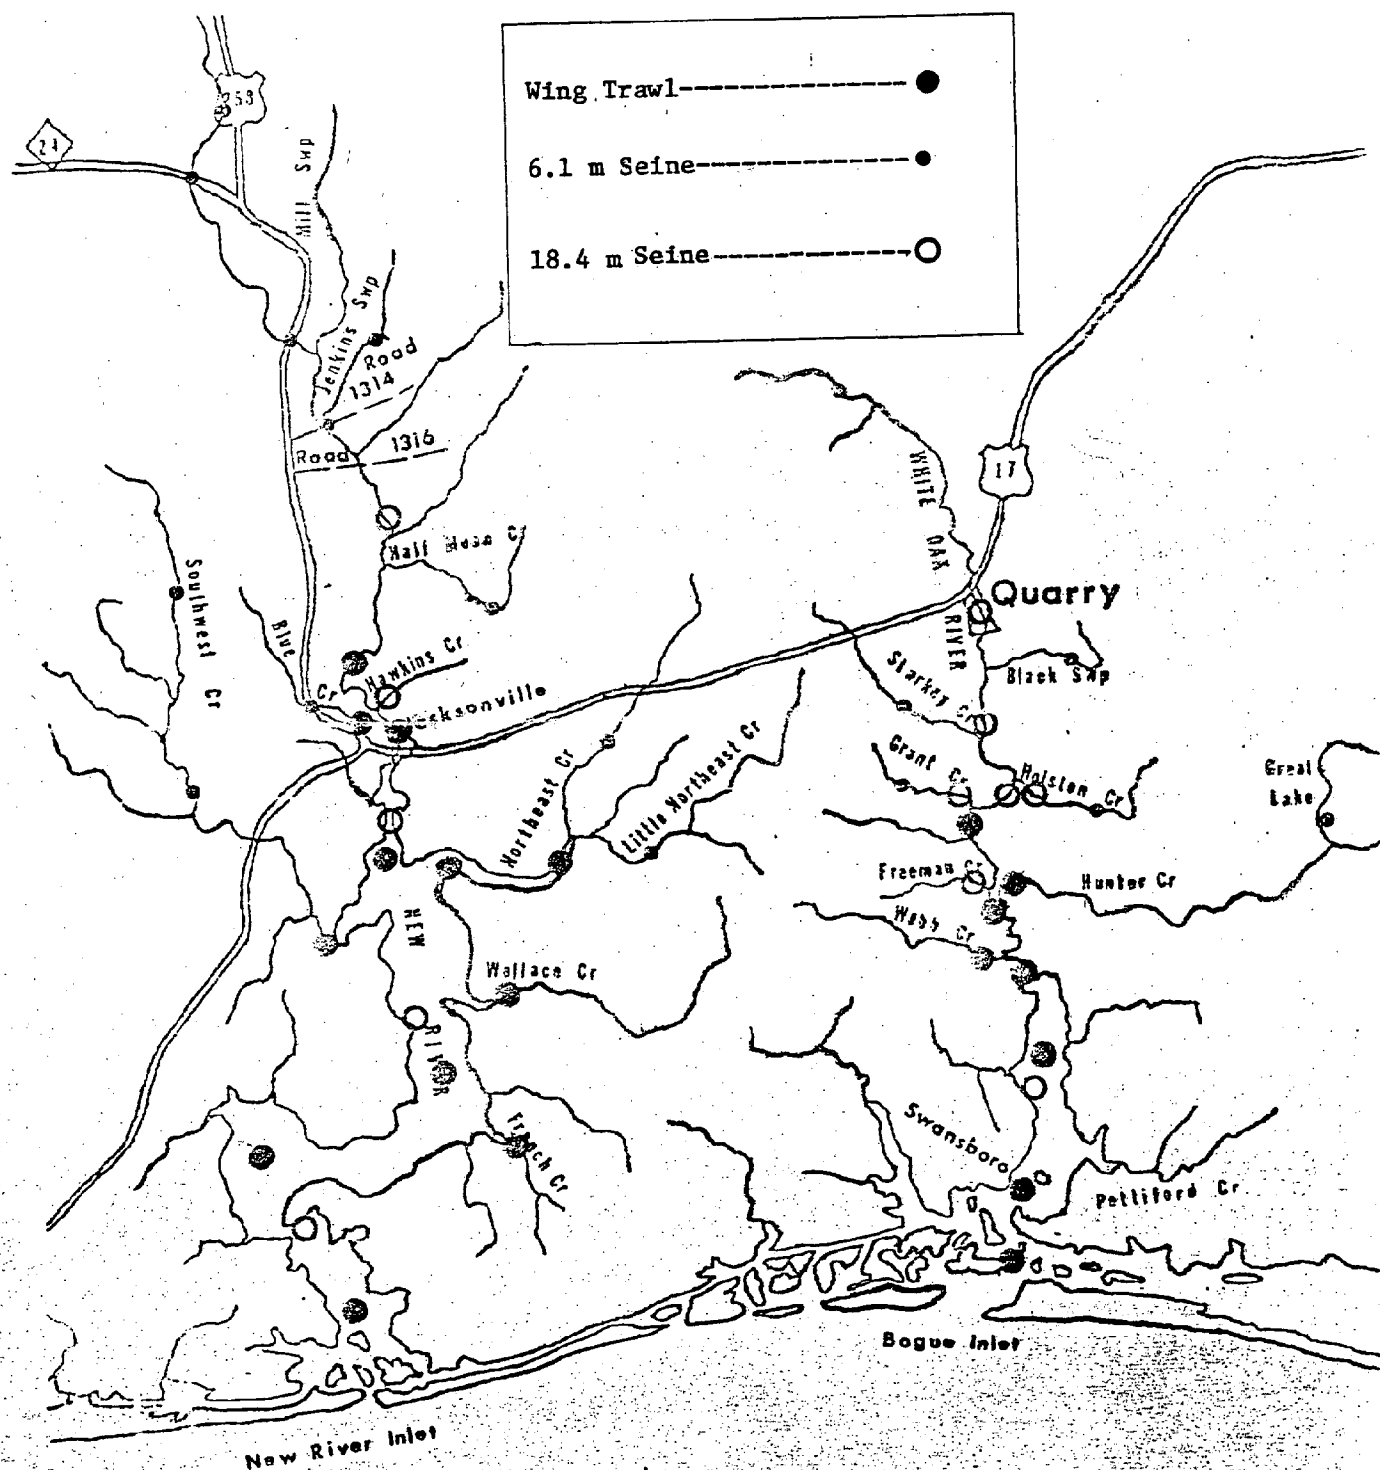 Wing Trawl
6.1 m Seine
18.4 m Seine
258
24
Mill Swp
Jenkins Swp
Road
1314
Road 1316
17
WHITE OAK RIVER
Half Moon Cr
Quarry
Southwest Cr
Blue Cr
Hawkins Cr
Jacksonville
Black Swp
Starkey Cr
Grant Cr
Holston Cr
Great
Lake
Northeast Cr
Little Northeast Cr
Freeman Cr
Hunter Cr
Webb Cr
NEW RIVER
Wallace Cr
French Cr
Swansboro
Pettiford Cr
Bogue Inlet
New River Inlet